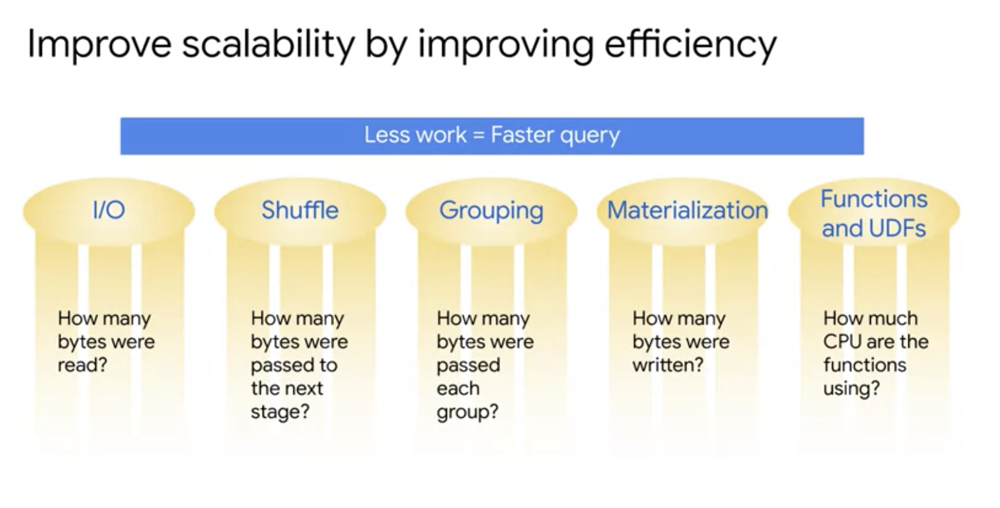 Improve scalability by improving efficiency
Less work = Faster query
I/O
How many
bytes were
read?
Shuffle
How many
bytes were
passed to
the next
stage?
Grouping
How many
bytes were
passed
each
group?
Materialization
How many
bytes were
written?
Functions
and UDFs
How much
CPU are the
functions
using?